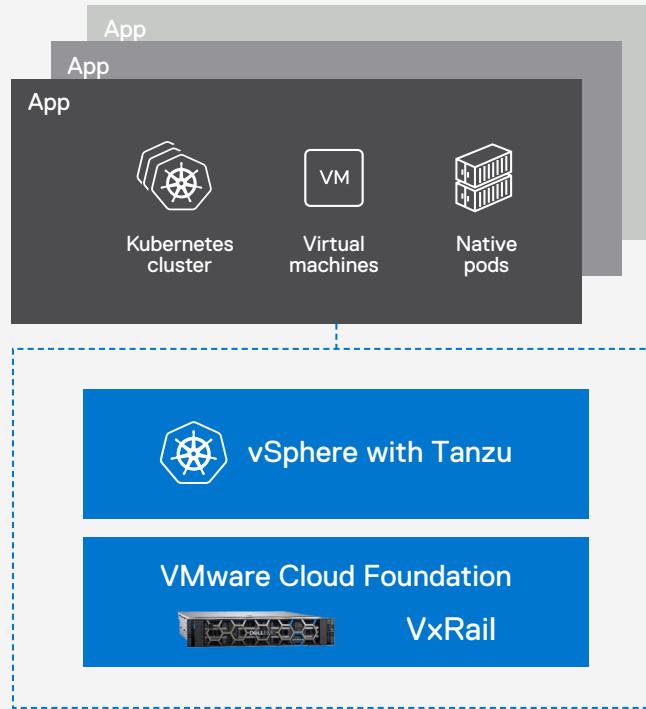 App
App
App
VM
Kubernetes
cluster
Virtual
machines
Native
pods
vSphere with Tanzu
VMware Cloud Foundation
VxRail